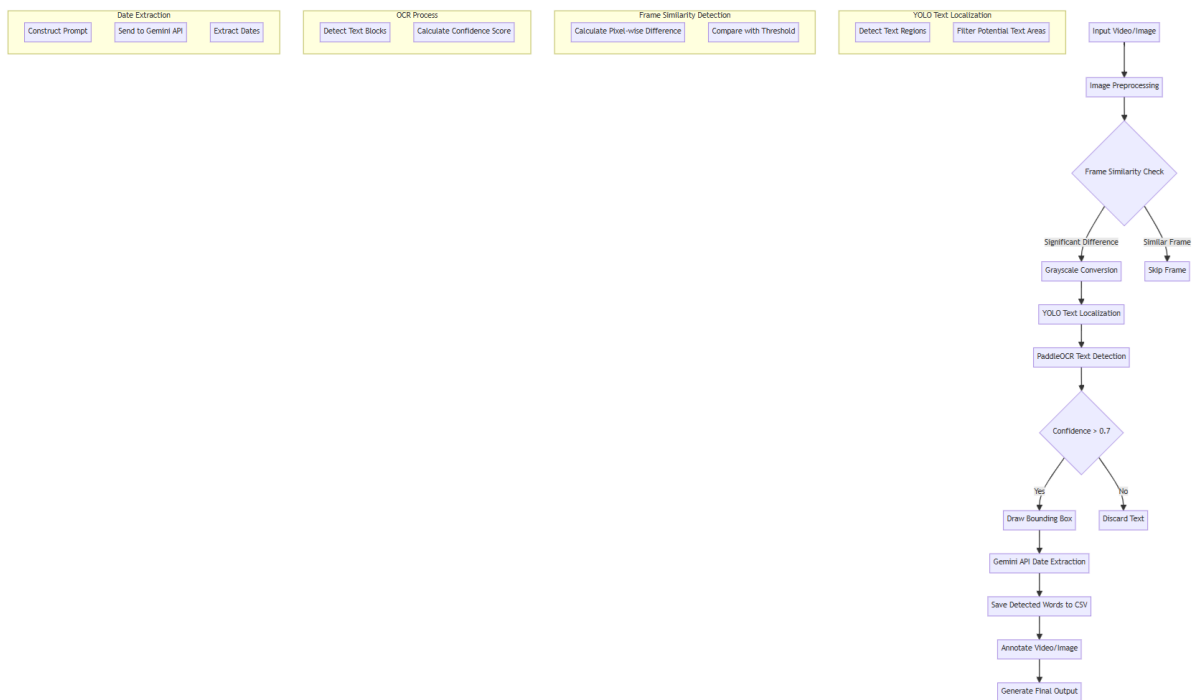 Date Extraction
Construct Prompt
Send to Gemini API
Extract Dates
OCR Process
Detect Text Blocks
Calculate Confidence Score
Frame Similarity Detection
Calculate Pixel-wise Difference
Compare with Threshold
YOLO Text Localization
Detect Text Regions
Filter Potential Text Areas
Input Video/Image
Image Preprocessing
Frame Similarity Check
Significant Difference
Similar Frame
Grayscale Conversion
Skip Frame
YOLO Text Localization
PaddleOCR Text Detection
Confidence > 0.7
Yes
No
Draw Bounding Box
Discard Text
Gemini API Date Extraction
Save Detected Words to CSV
Annotate Video/Image
Generate Final Output